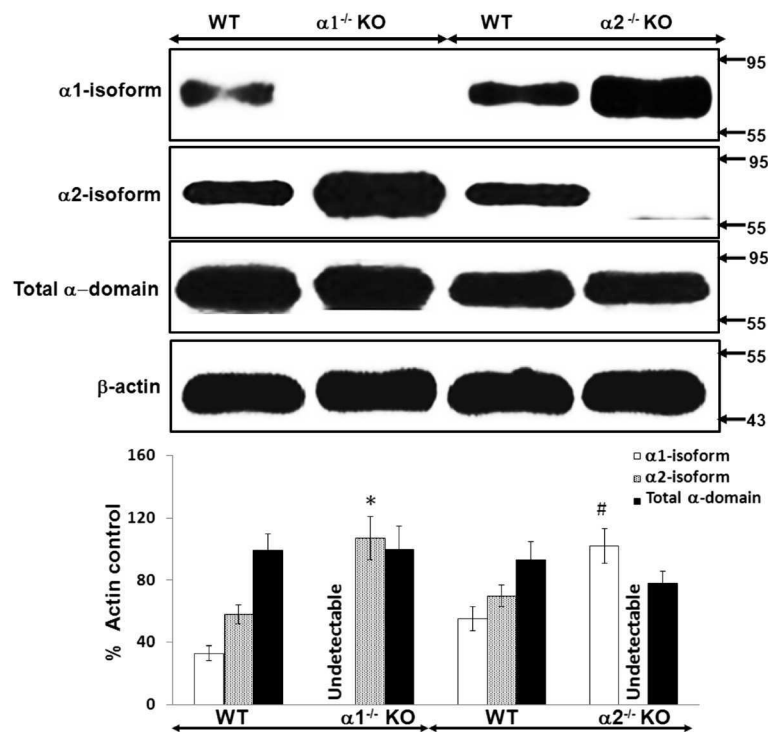 WT α1-/- KO WT α2-/- KO
α1-isoform
95
55
α2-isoform
95
55
Total α-domain
95
55
β-actin
55
43
% Actin control
160
120
80
40
0
α1-isoform
α2-isoform
Total α-domain
*
#
Undetectable
Undetectable
WT α1-/- KO WT α2-/- KO